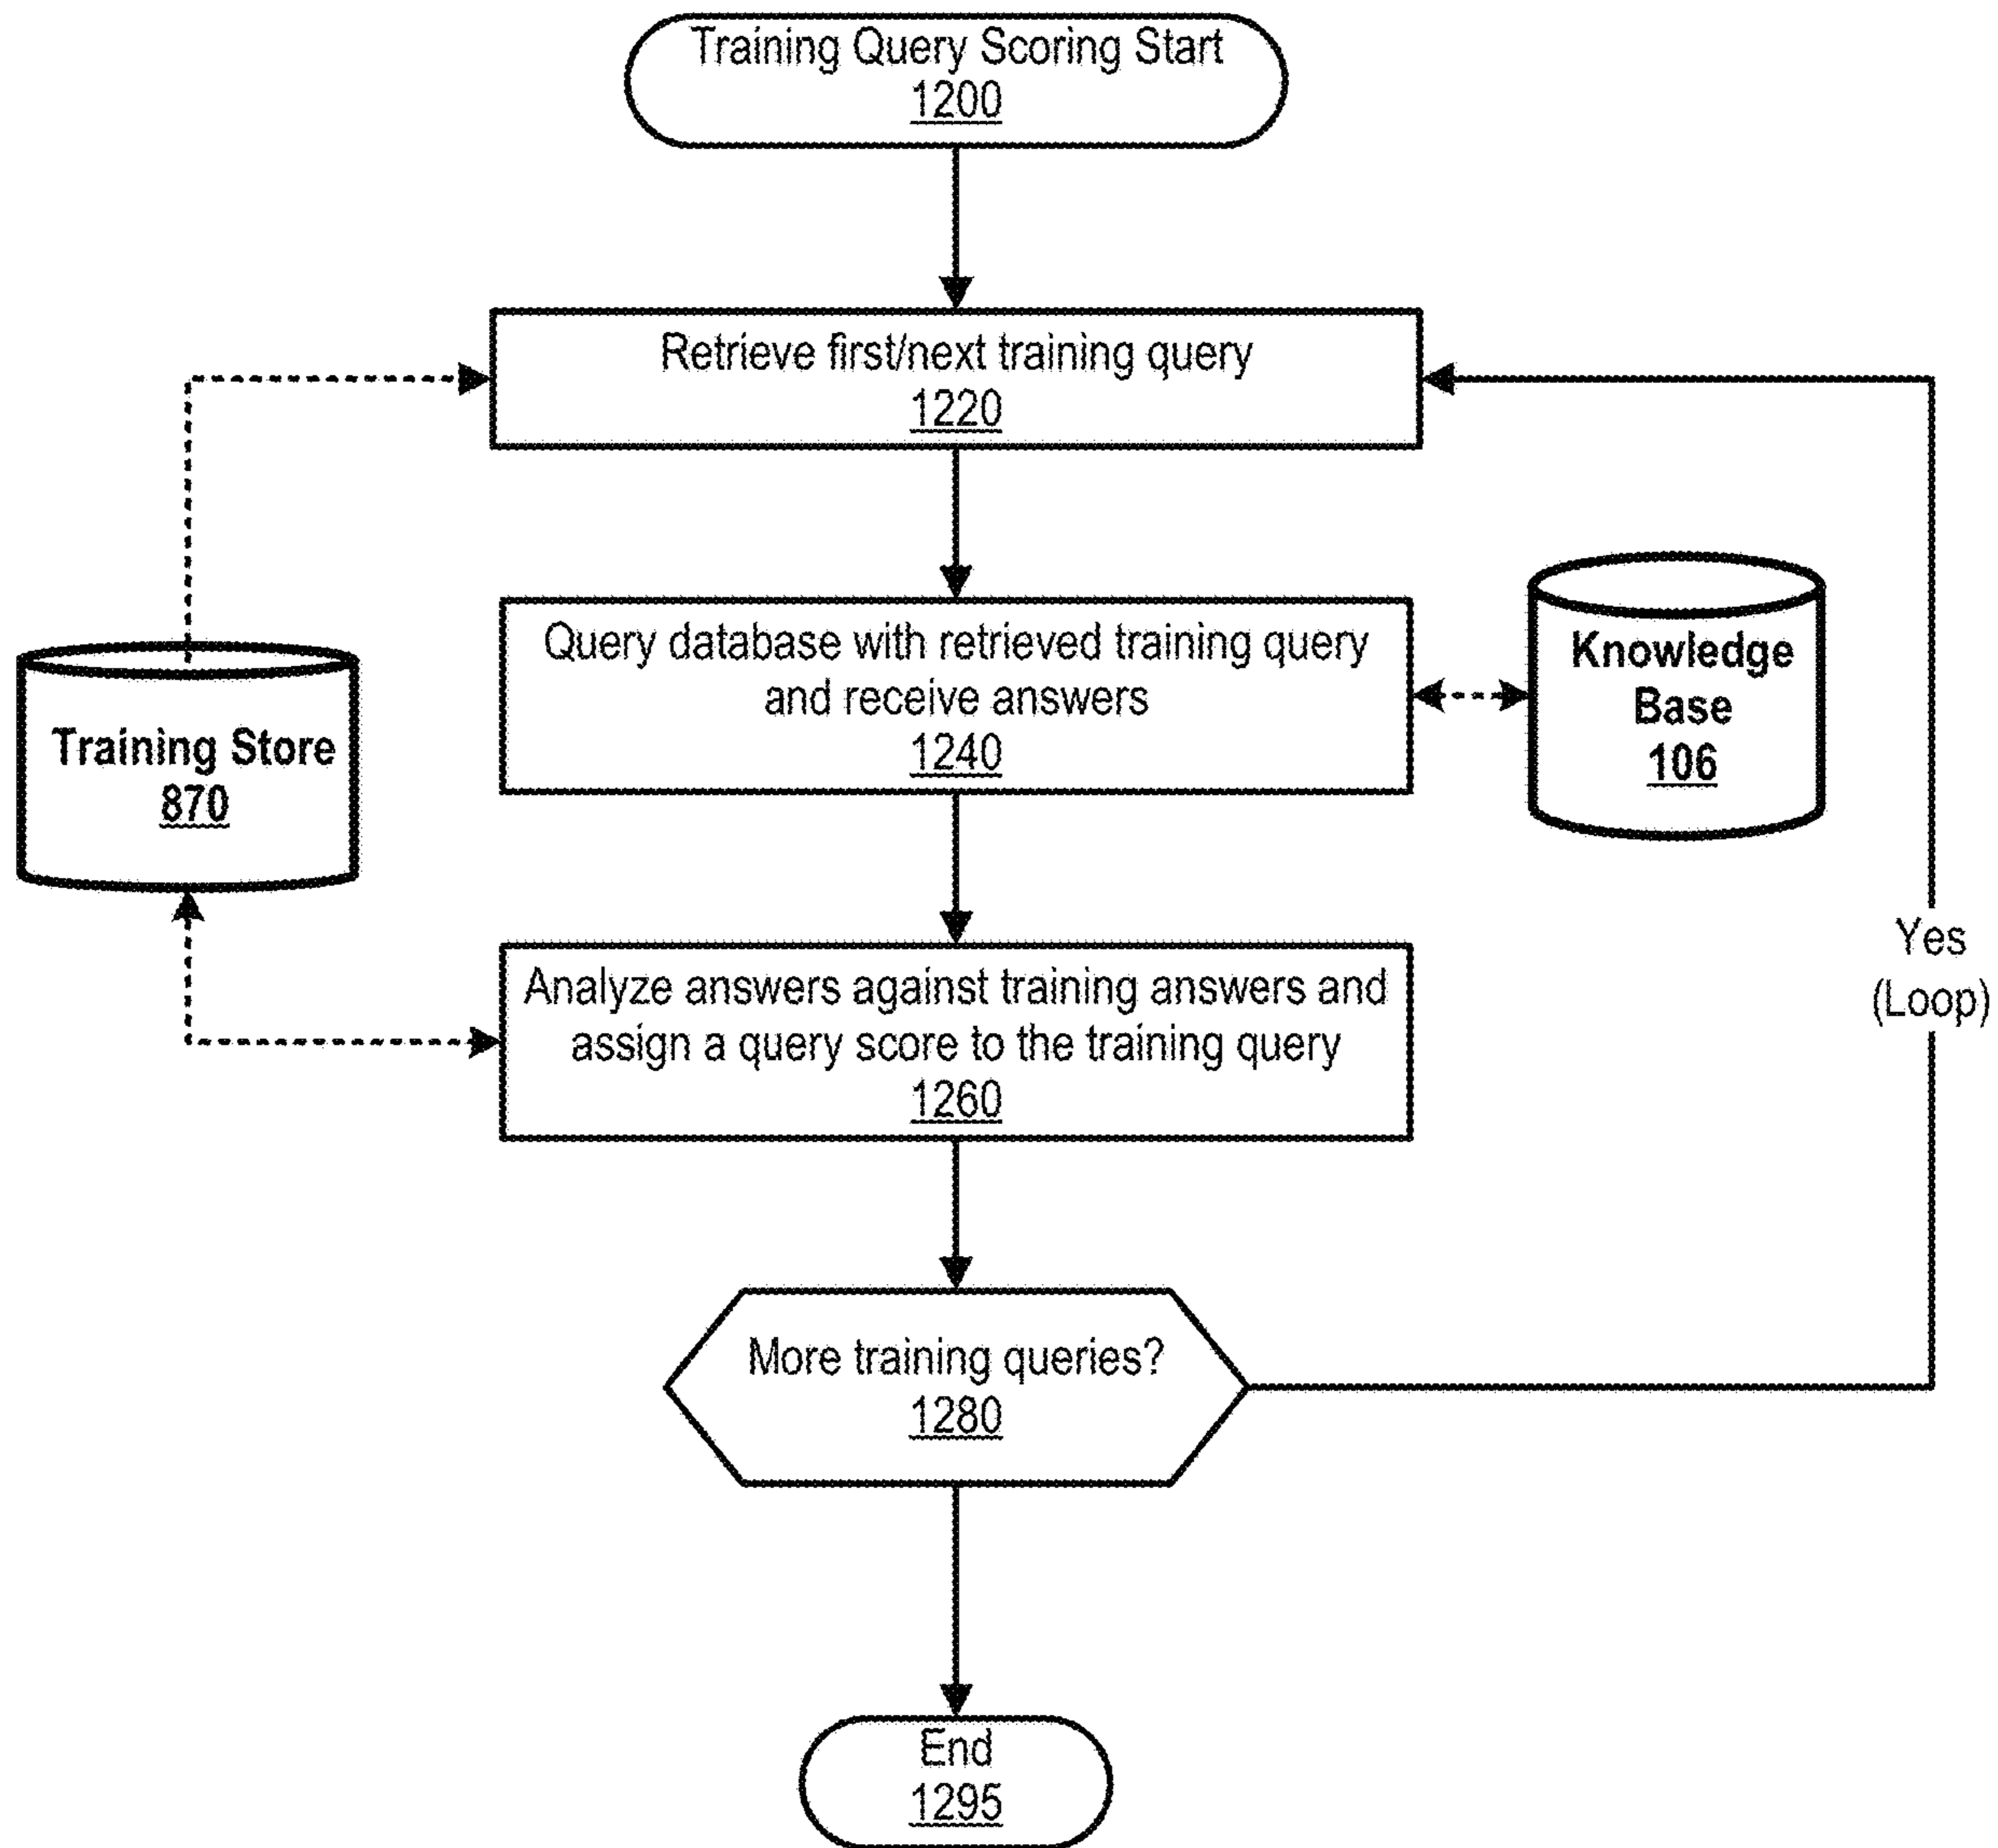 Training Query Scoring Start
1200
Retrieve first/next training query
1220
Query database with retrieved training query
and receive answers
1240
Knowledge
Base
106
Training Store
870
Analyze answers against training answers and
assign a query score to the training query
1260
Yes
(Loop)
More training queries?
1280
End
1295